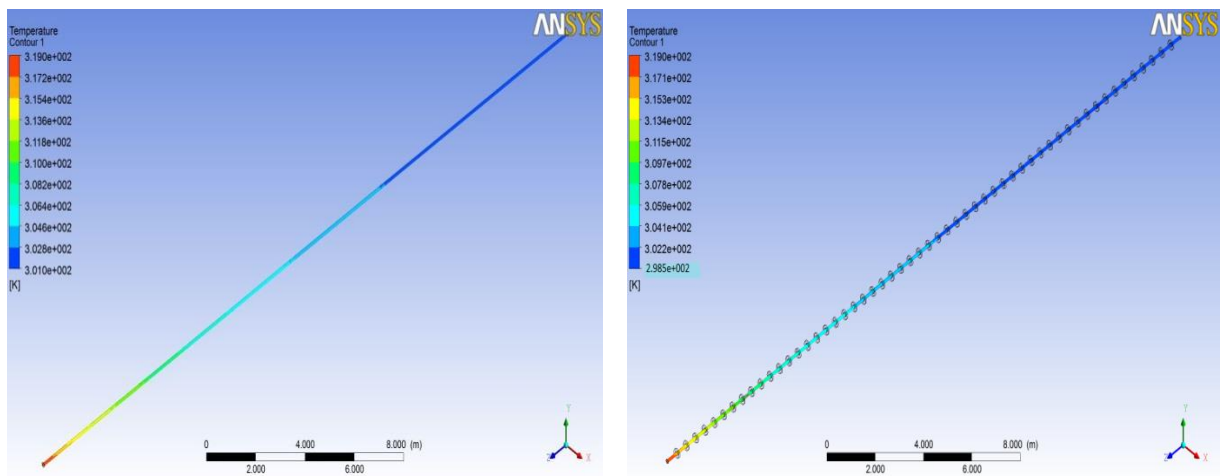 ANSYS
Temperature
Contour 1
3.190e+002
3.172e+002
3.154e+002
3.136e+002
3.118e+002
3.100e+002
3.082e+002
3.064e+002
3.046e+002
3.028e+002
3.010e+002
[K]
0 4.000 8.000 (m)
2.000 6.000
Y
Z X
ANSYS
Temperature
Contour 1
3.190e+002
3.171e+002
3.153e+002
3.134e+002
3.115e+002
3.097e+002
3.078e+002
3.059e+002
3.041e+002
3.022e+002
2.985e+002
[K]
0 4.000 8.000 (m)
2.000 6.000
Y
Z X